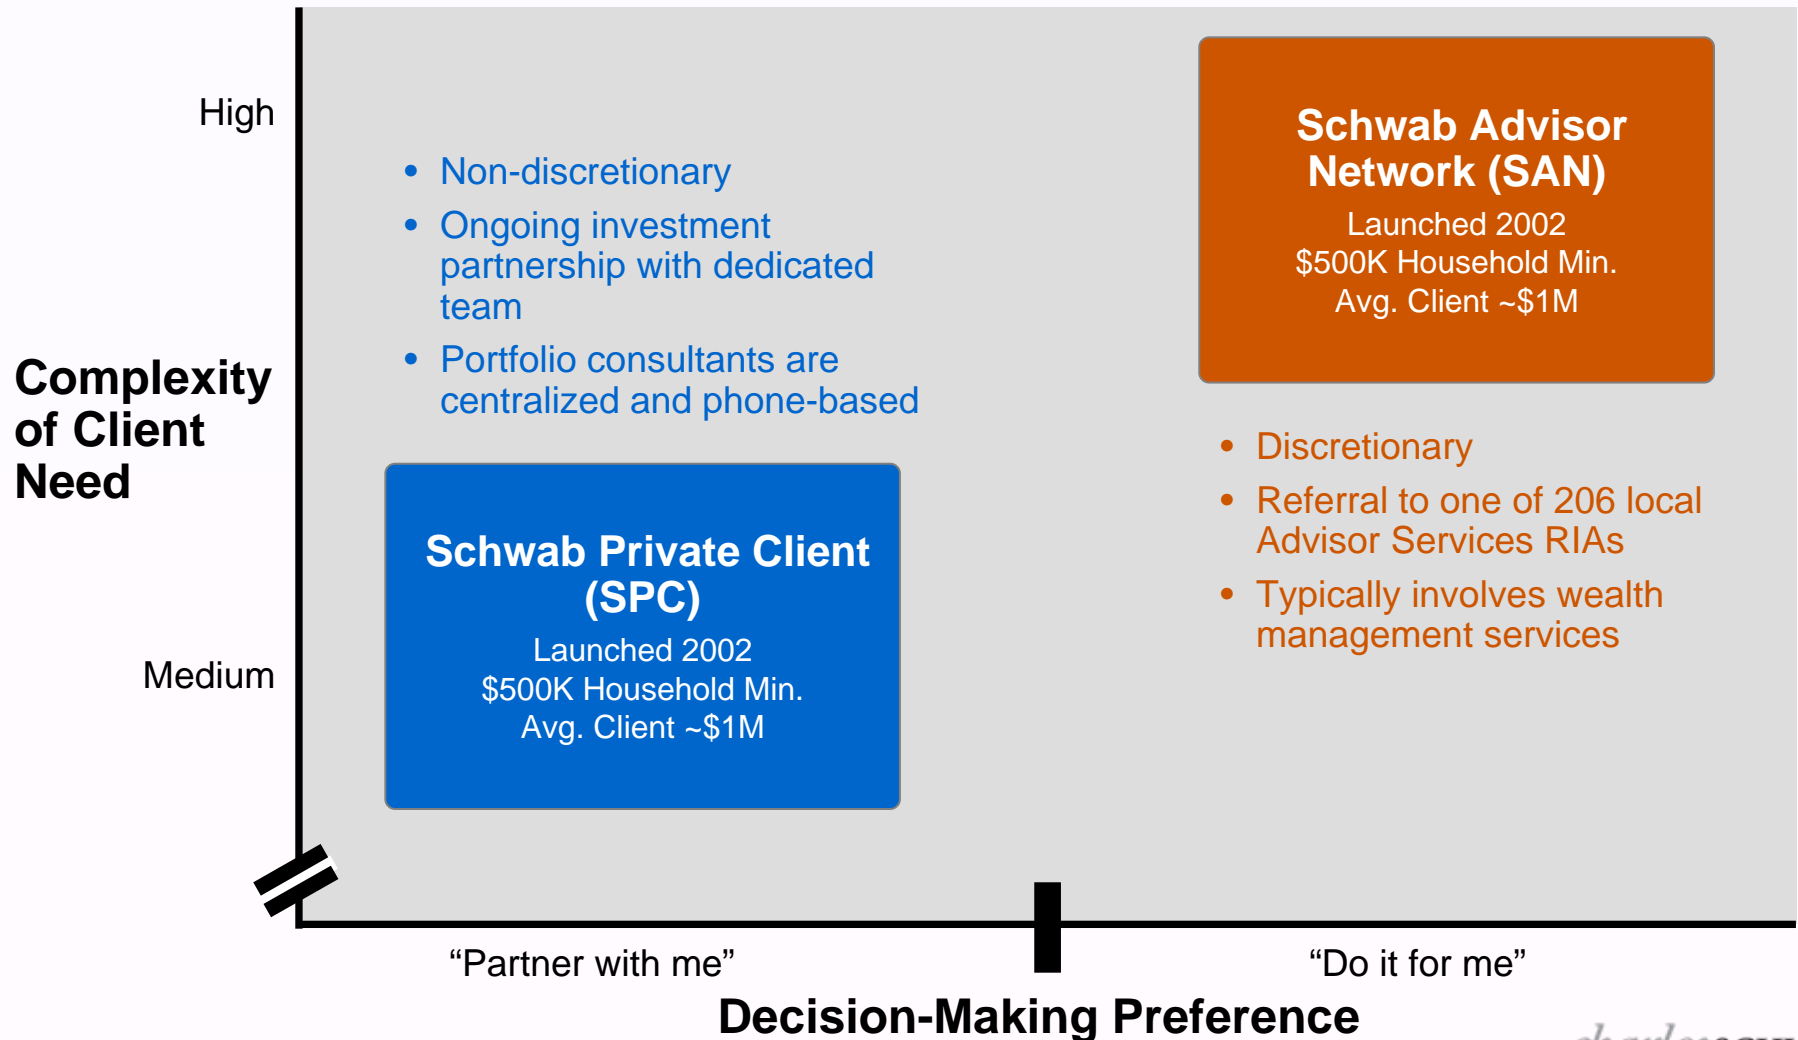 High
• Non-discretionary
• Ongoing investment
partnership with dedicated
team
• Portfolio consultants are
centralized and phone-based
Schwab Advisor
Network (SAN)
Launched 2002
$500K Household Min.
Avg. Client ~$1M
Complexity
of Client
Need
Schwab Private Client
(SPC)
Launched 2002
$500K Household Min.
Avg. Client ~$1M
• Discretionary
• Referral to one of 206 local
Advisor Services RIAs
• Typically involves wealth
management services
Medium
“Partner with me”
“Do it for me”
Decision-Making Preference